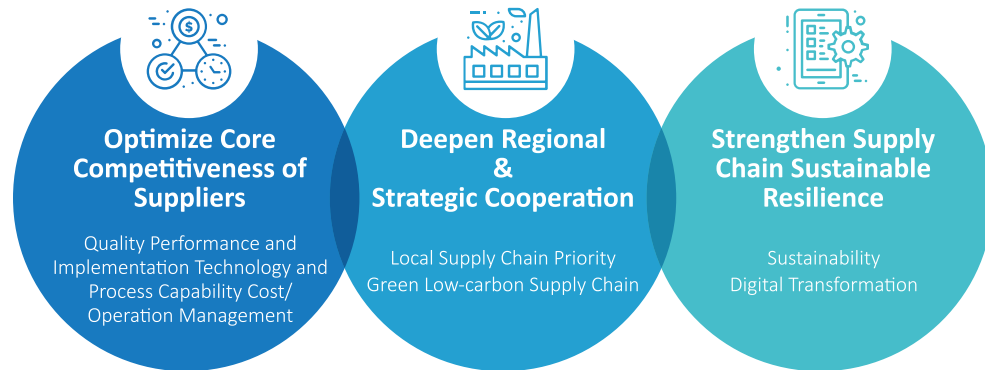 Optimize Core
Competitiveness of
Suppliers
Quality Performance and
Implementation Technology and
Process Capability Cost/
Operation Management
Deepen Regional
&
Strategic Cooperation
Local Supply Chain Priority
Green Low-carbon Supply Chain
Strengthen Supply
Chain Sustainable
Resilience
Sustainability
Digital Transformation